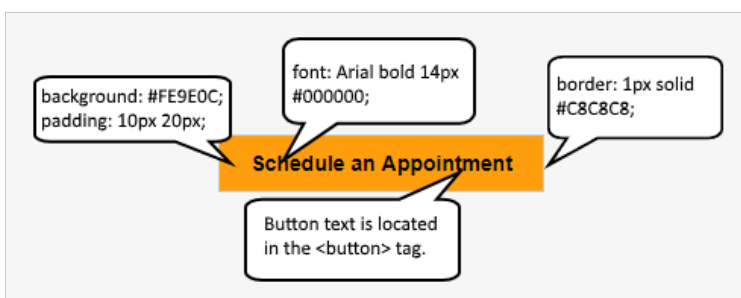 font: Arial bold 14px
#000000;
background: #FE9E0C;
padding: 10px 20px;
border: 1px solid
#C8C8C8;
Schedule an Appointment
Button text is located
in the <button> tag.